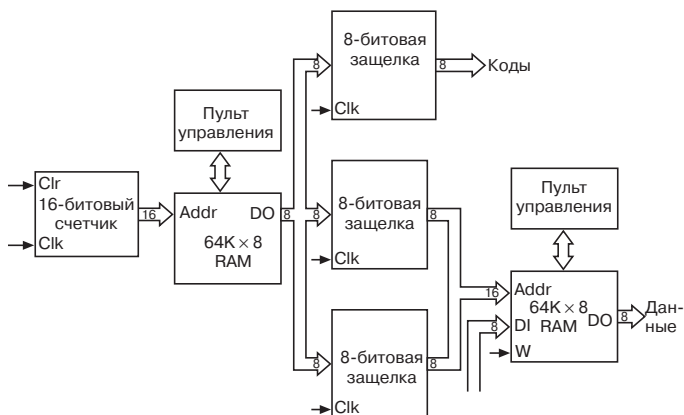 8-битовая
защелка
8
8
Коды
Clk
Пульт
управления
Clr
16-битовый
счетчик
Clk
16
Addr DO
64K × 8
RAM
8
8
8-битовая
защелка
8
Clk
Пульт
управления
8
8-битовая
защелка
8
Clk
16
Addr
64K × 8
8
DI RAM DO
W
8
Дан-
ные